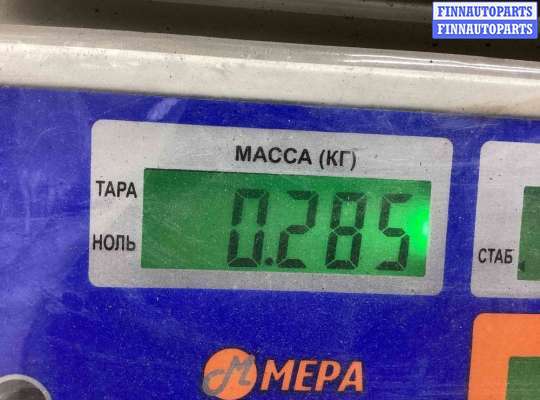 FINNAUTOPARTS
FINNAUTOPARTS
МАССА (КГ)
ТАРА
0.285
НОЛЬ
СТАБ
М МЕРА